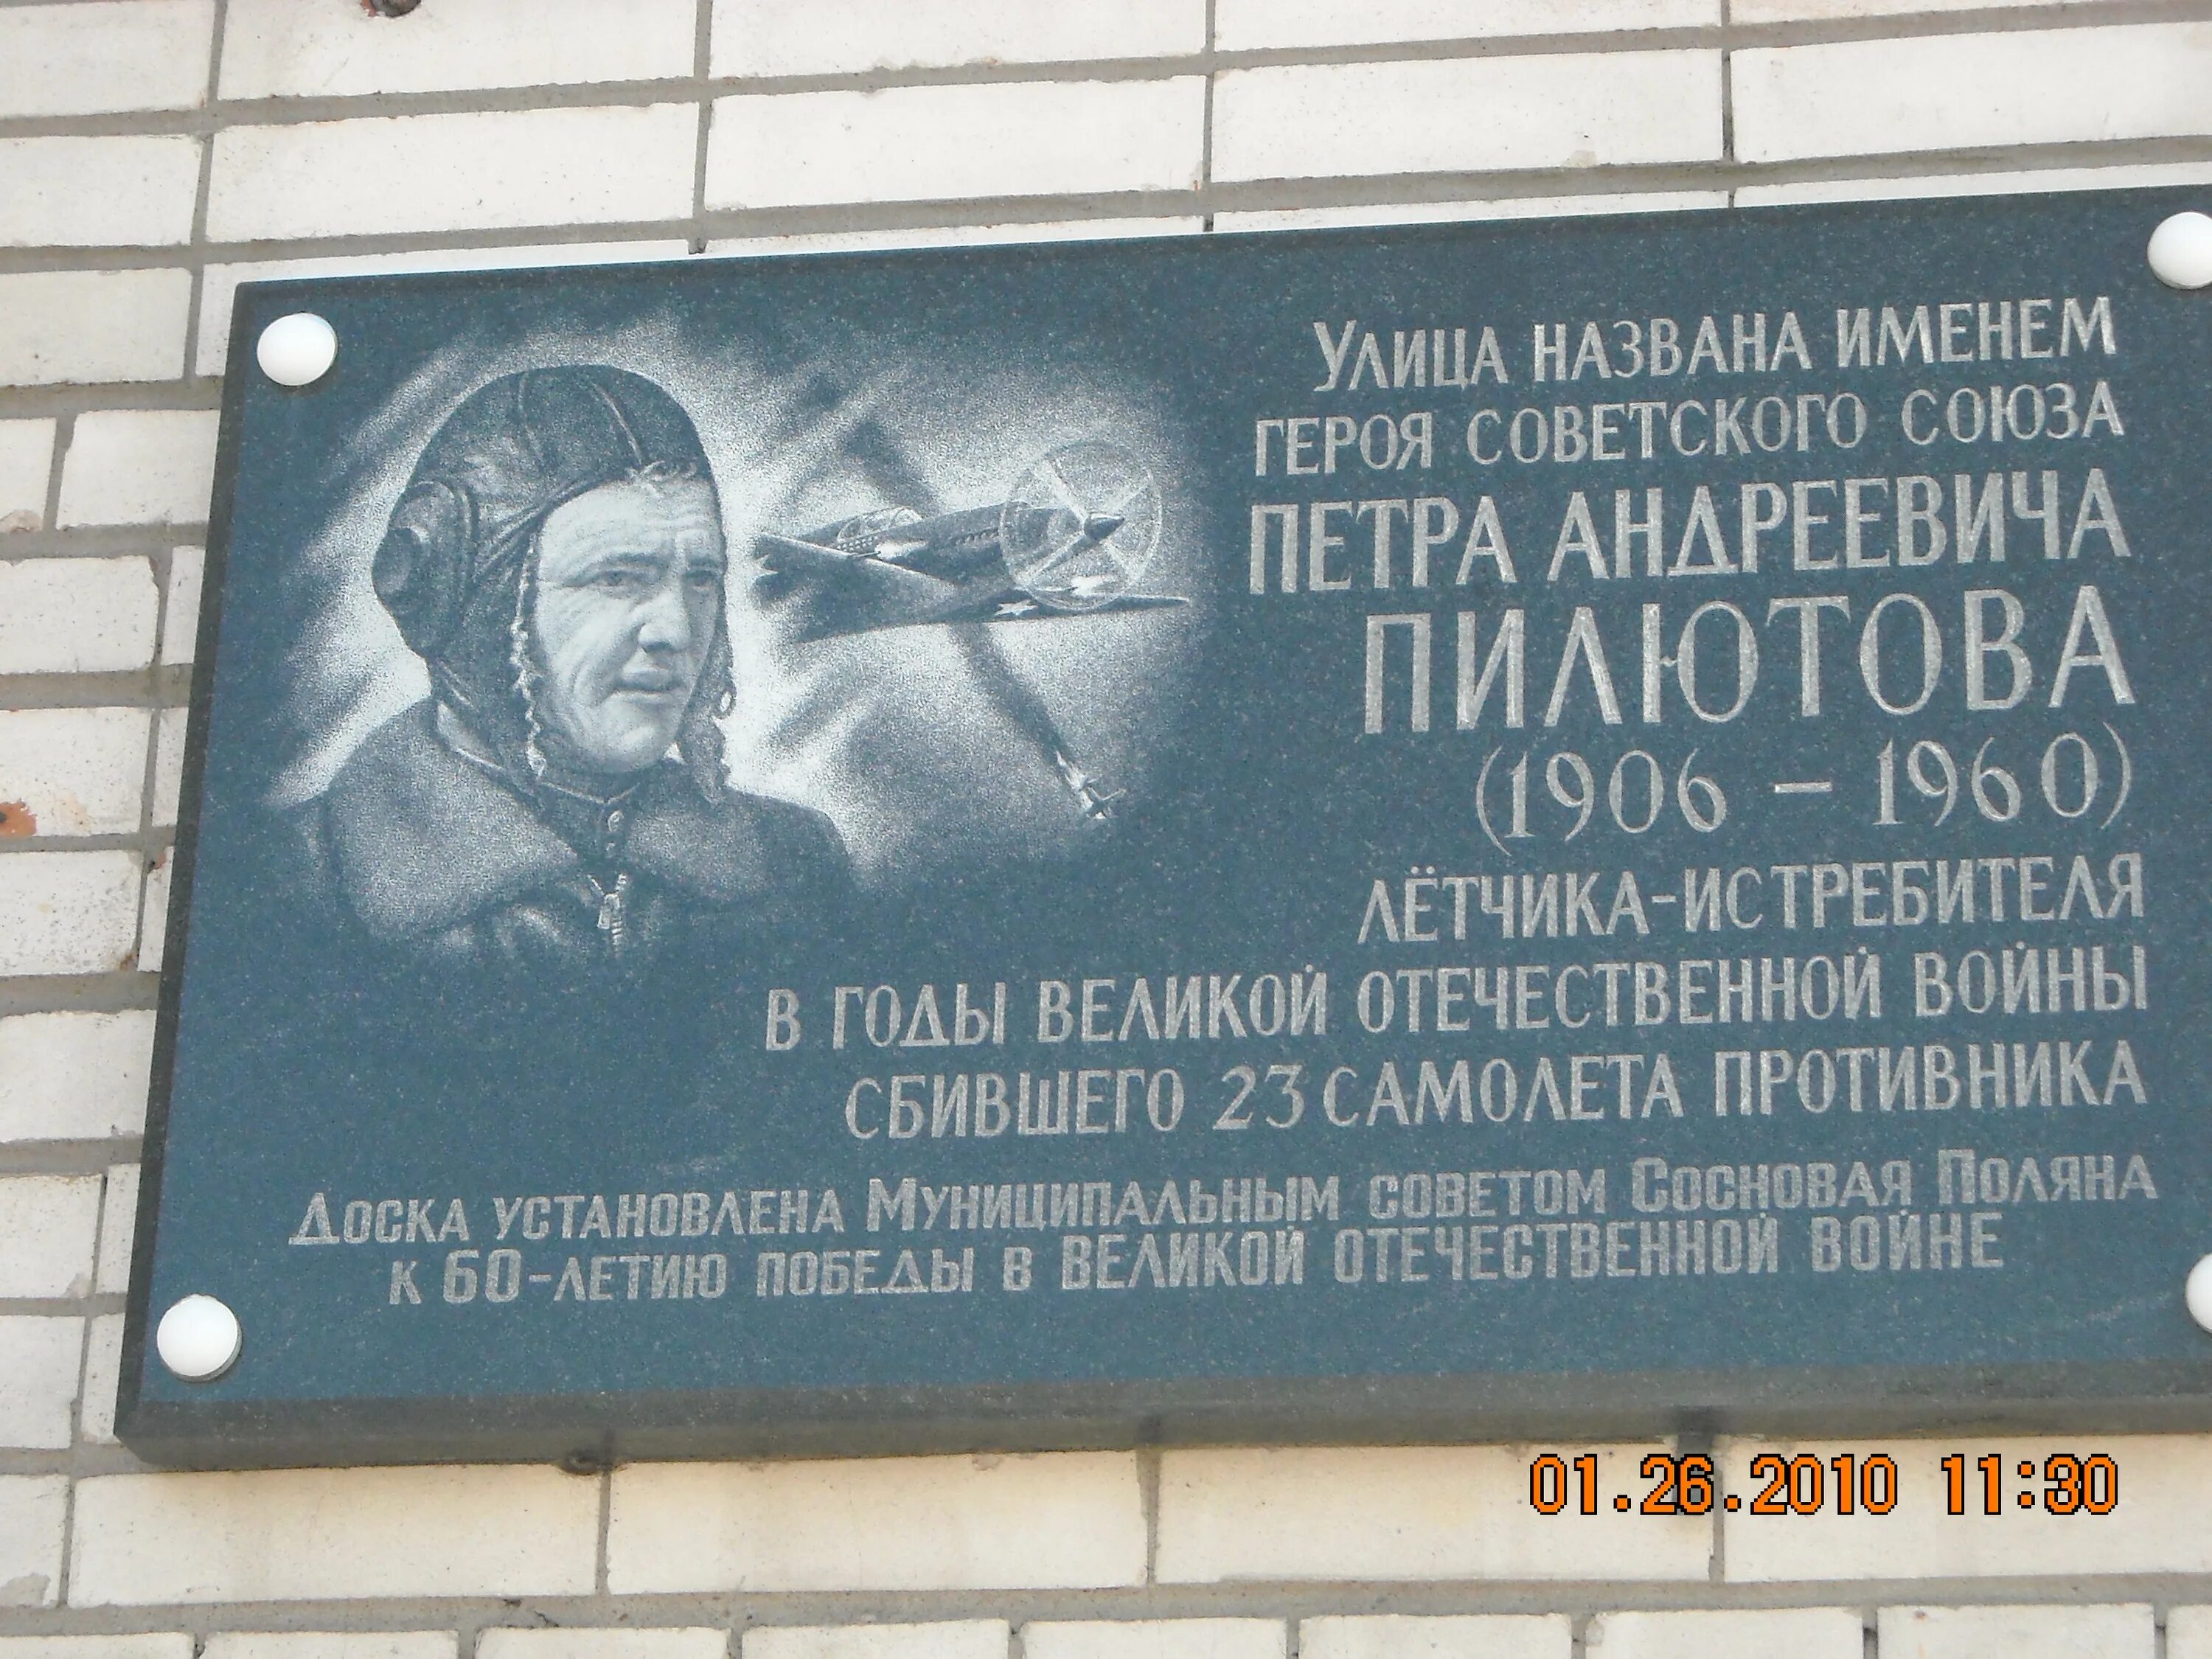 Улица названа именем
Героя Советского Союза
Петра Андреевича
Пилютова
(1906 – 1960)
лётчика-истребителя
в годы Великой Отечественной войны
сбившего 23 самолета противника
Доска установлена Муниципальным советом Сосновая Поляна
к 60-летию победы в Великой Отечественной войне
01.26.2010 11:30